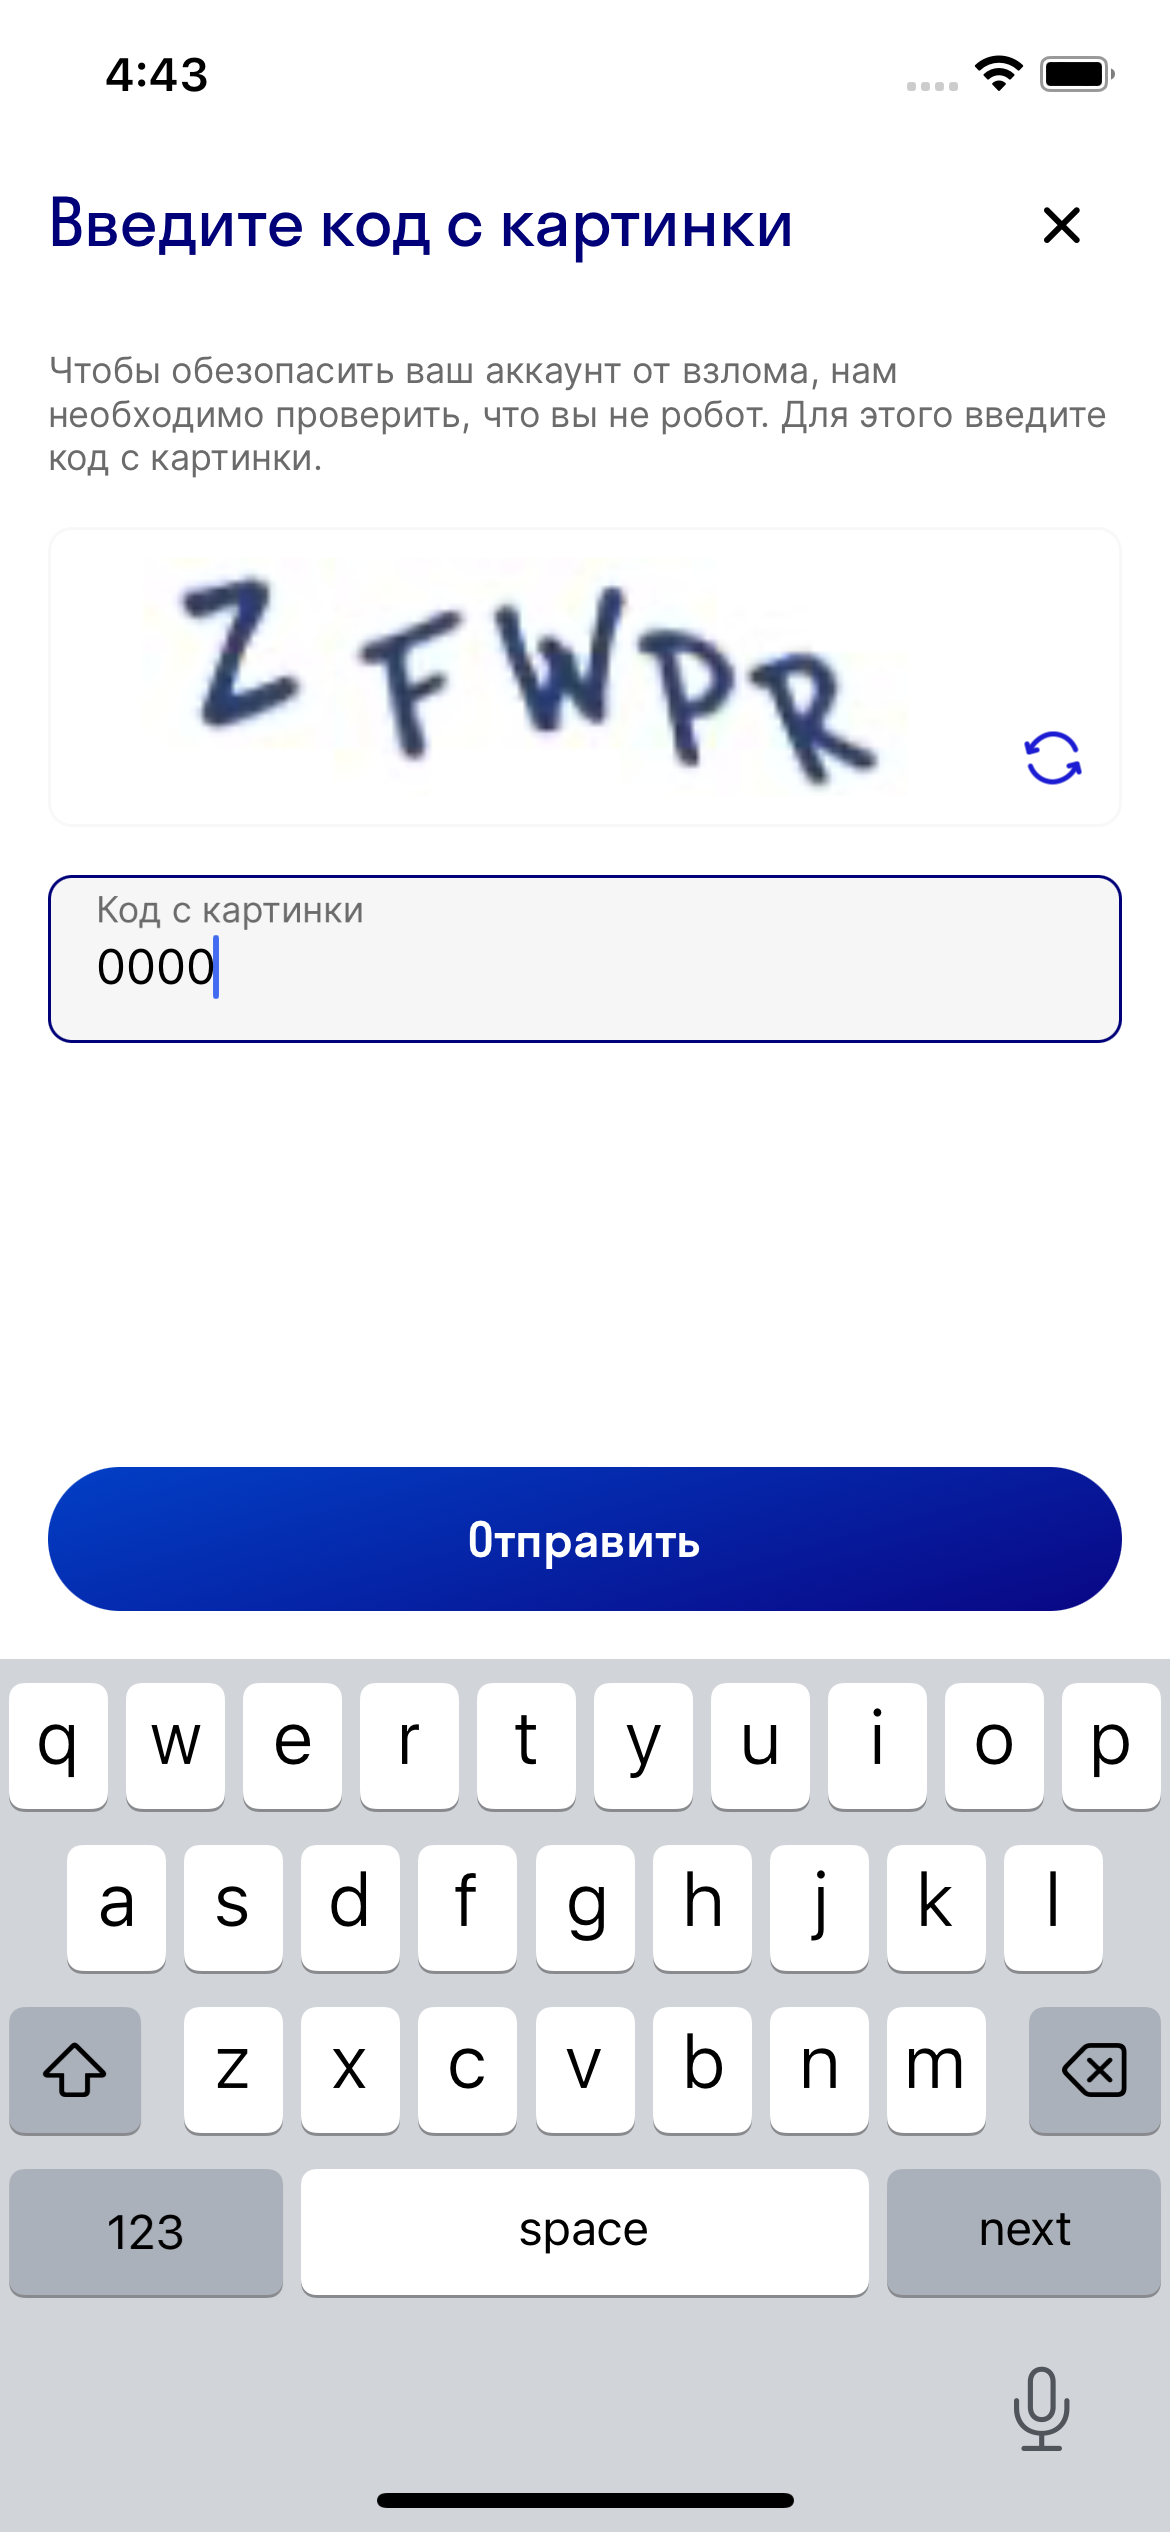 4:43
Введите код с картинки
Чтобы обезопасить ваш аккаунт от взлома, нам
необходимо проверить, что вы не робот. Для этого введите
код с картинки.
ZFWPR
Код с картинки
0000
Отправить
q w e r t y u i o p
a s d f g h j k l
z x c v b n m
123 space next